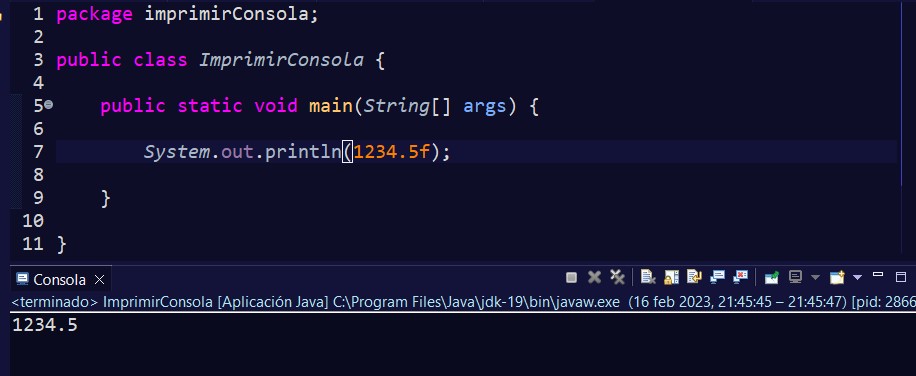 1 package imprimirConsola;
2
3 public class ImprimirConsola {
4
5 public static void main(String[] args) {
6
7 System.out.println(1234.5f);
8
9 }
10
11 }
Consola
<terminado> ImprimirConsola [Aplicación Java] C:\Program Files\Java\jdk-19\bin\javaw.exe (16 feb 2023, 21:45:45 – 21:45:47) [pid: 2866
1234.5